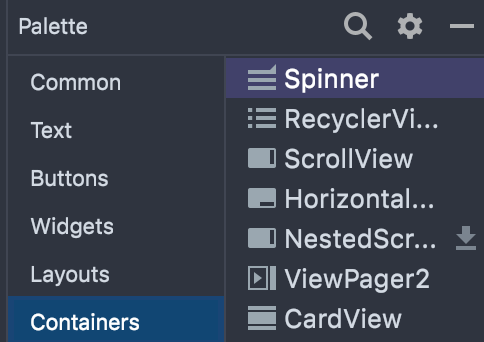 Palette
Common
Text
Buttons
Widgets
Layouts
Containers
Spinner
RecyclerVi...
ScrollView
Horizontal...
NestedScr...
ViewPager2
CardView